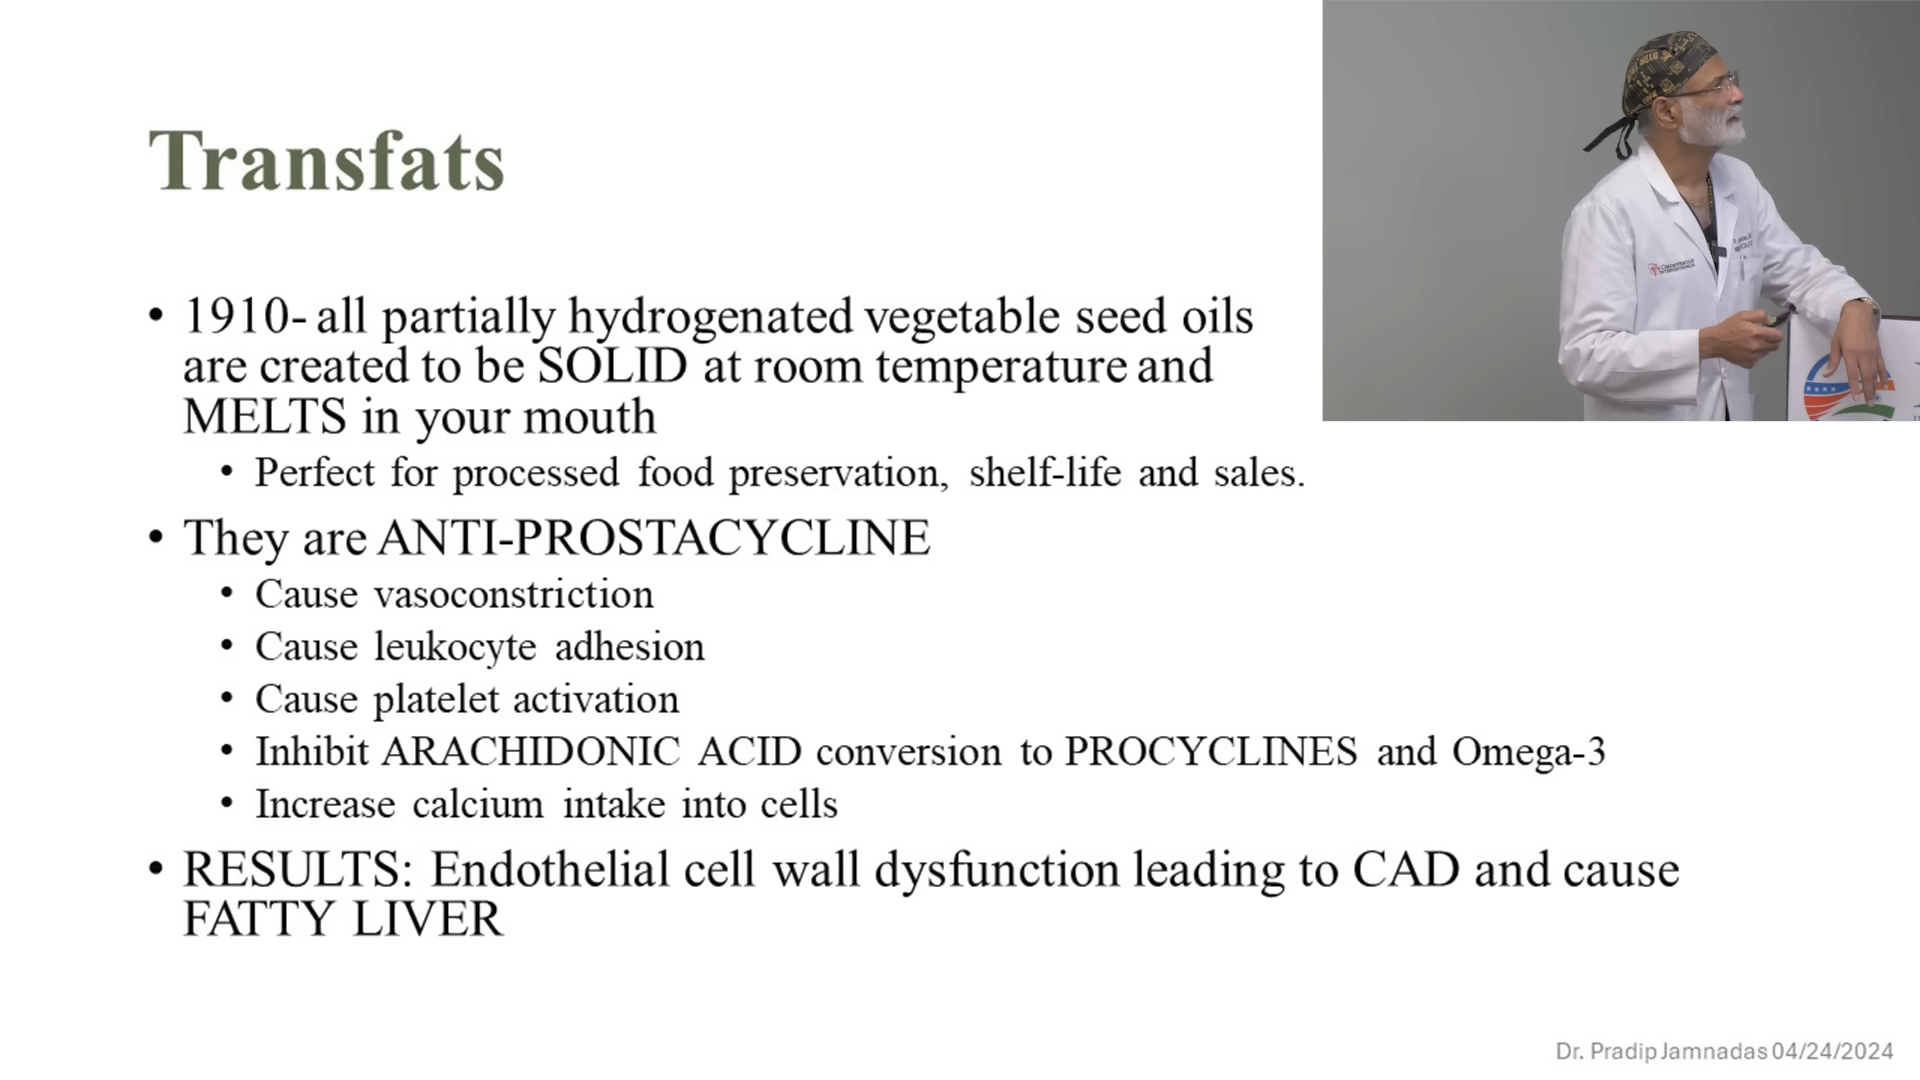 Transfats
• 1910- all partially hydrogenated vegetable seed oils
are created to be SOLID at room temperature and
MELTS in your mouth
• Perfect for processed food preservation, shelf-life and sales.
• They are ANTI-PROSTACYCLINE
• Cause vasoconstriction
• Cause leukocyte adhesion
• Cause platelet activation
• Inhibit ARACHIDONIC ACID conversion to PROCYCLINES and Omega-3
• Increase calcium intake into cells
• RESULTS: Endothelial cell wall dysfunction leading to CAD and cause
FATTY LIVER
Dr. Pradip Jamnadas 04/24/2024